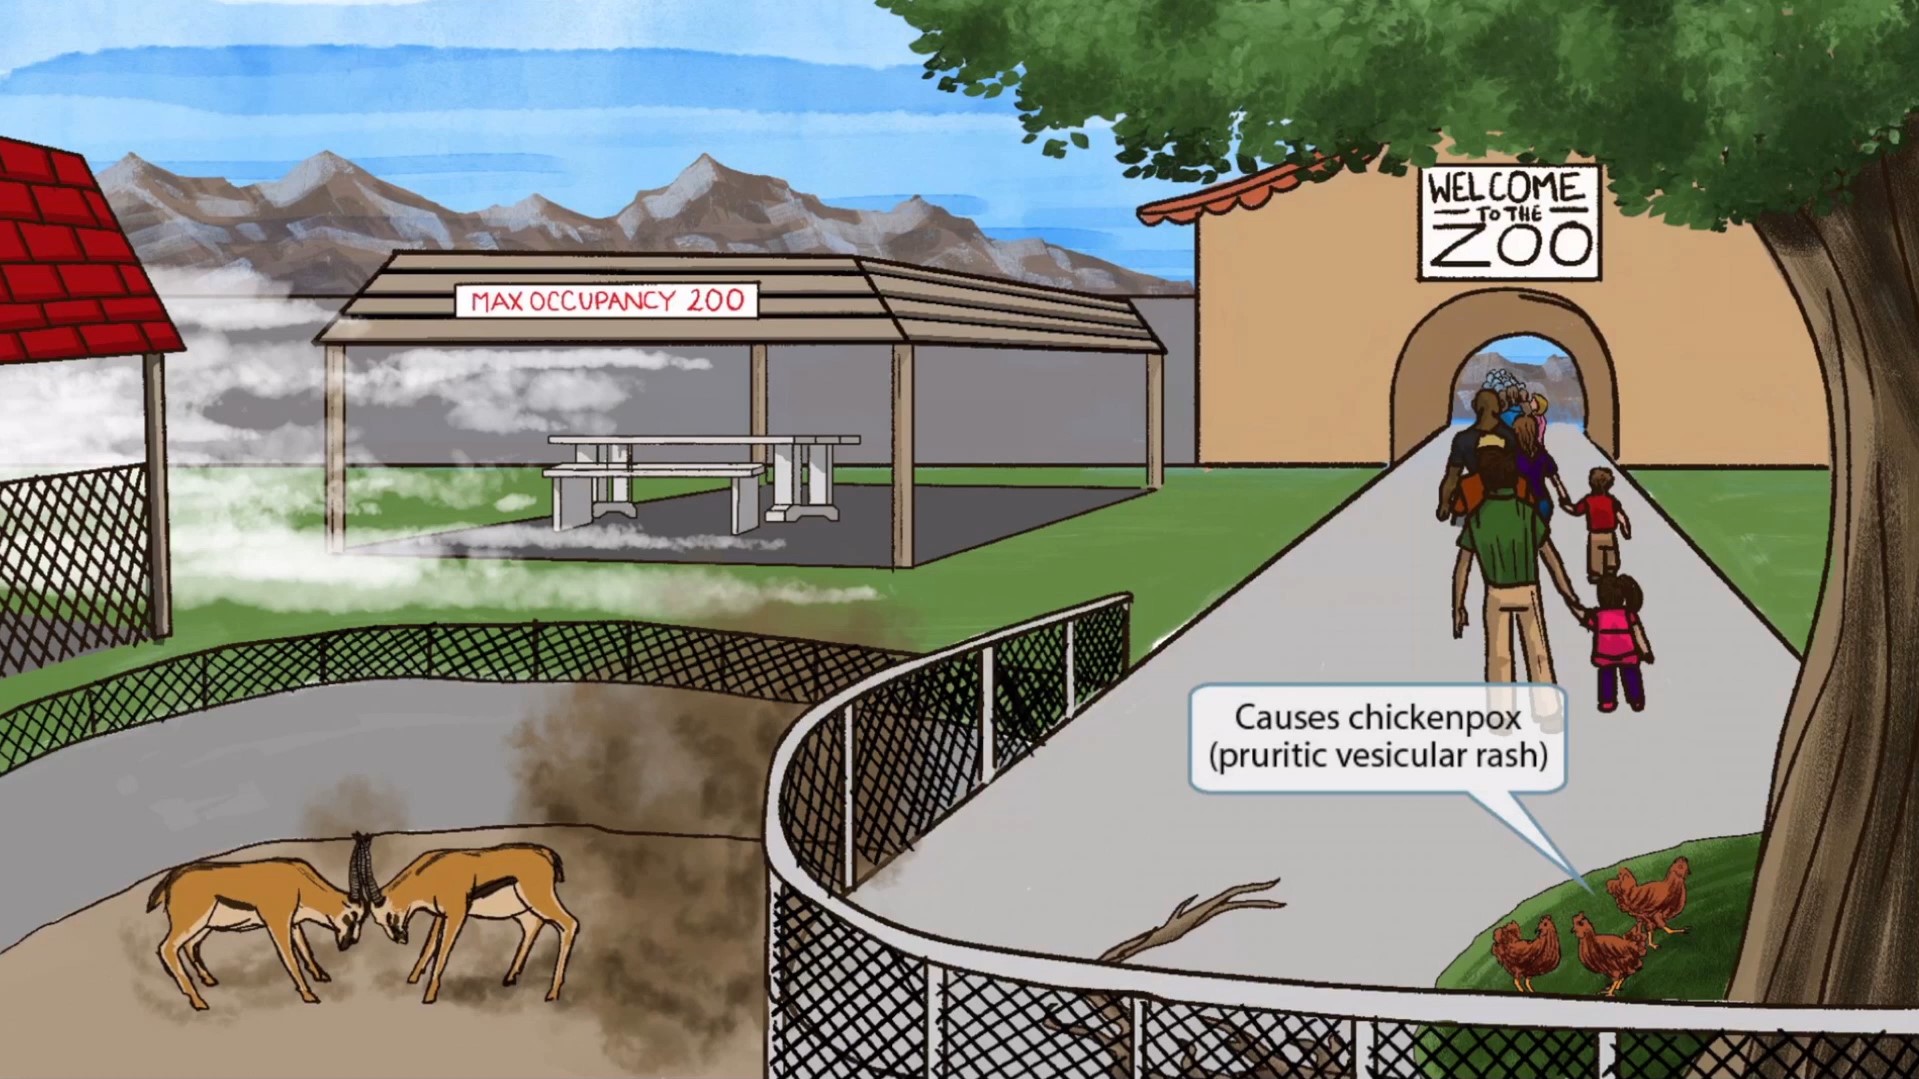 WELCOME
TO THE
ZOO
MAX OCCUPANCY 200
Causes chickenpox
(pruritic vesicular rash)